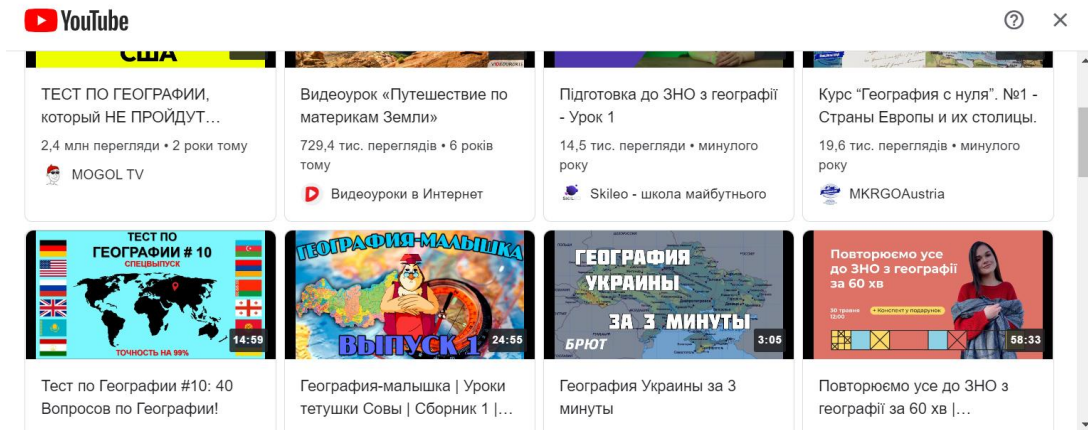 YouTube
США
VIDEOUROKI
ТЕСТ ПО ГЕОГРАФИИ,
который НЕ ПРОЙДУТ…
2,4 млн перегляди • 2 роки тому
MOGOL TV
Видеоурок «Путешествие по
материкам Земли»
729,4 тис. переглядів • 6 років
тому
Видеоуроки в Интернет
Підготовка до ЗНО з географії
- Урок 1
14,5 тис. перегляди • минулого
року
Skileo - школа майбутнього
Курс “География с нуля”. №1 -
Страны Европы и их столицы.
19,6 тис. переглядів • минулого
року
MKRGOAustria
ТЕСТ ПО
ГЕОГРАФИИ # 10
СПЕЦВЫПУСК
ТОЧНОСТЬ НА 99%
14:59
Тест по Географии #10: 40
Вопросов по Географии!
ГЕОГРАФИЯ-МАЛЫШКА
ВЫПУСК 1
24:55
География-малышка | Уроки
тетушки Совы | Сборник 1 |…
ГЕОГРАФИЯ
УКРАИНЫ
ЗА 3 МИНУТЫ
БРЮТ
3:05
География Украины за 3
минуты
Повторюємо усе
до ЗНО з географії
за 60 хв
30 травня
12:00
+ Конспект у подарунок
58:33
Повторюємо усе до ЗНО з
географії за 60 хв |…